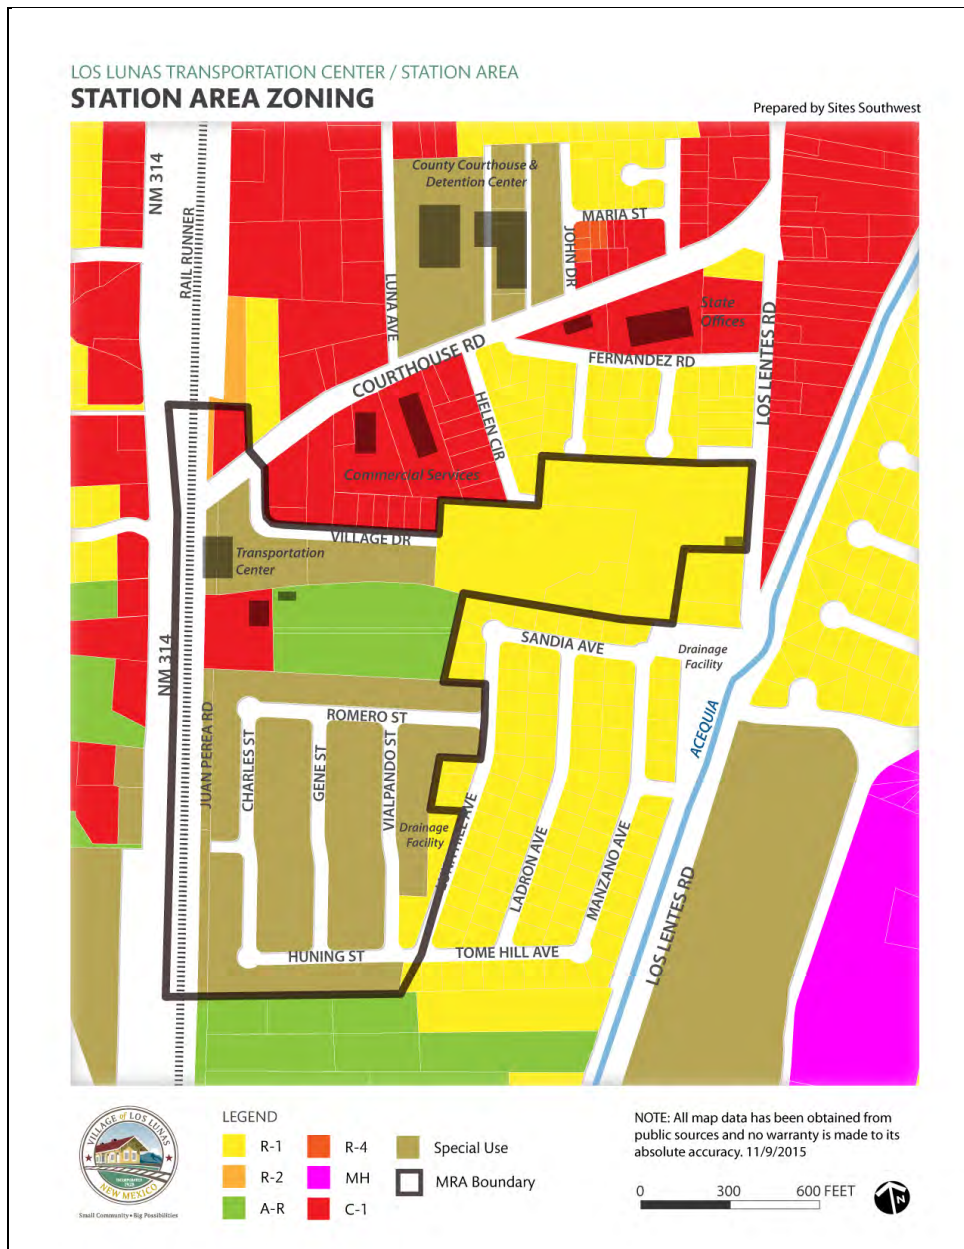 LOS LUNAS TRANSPORTATION CENTER / STATION AREA
STATION AREA ZONING
Prepared by Sites Southwest
NM 314
RAIL RUNNER
County Courthouse &
Detention Center
MARIA ST
JOHN DR
LUNA AVE
State
Offices
COURTHOUSE RD
FERNANDEZ RD
LOS LENTES RD
HELEN CIR
Commercial Services
VILLAGE DR
Transportation
Center
SANDIA AVE
Drainage
Facility
NM 314
ROMERO ST
JUAN PEREA RD
CHARLES ST
GENE ST
VIALPANDO ST
ACEQUIA
Drainage
Facility
HILL AVE
LADRON AVE
MANZANO AVE
LOS LENTES RD
HUNING ST
TOME HILL AVE
VILLAGE of LOS LUNAS
INCORPORATED
1928
NEW MEXICO
Small Community • Big Possibilities
LEGEND
R-1
R-2
A-R
R-4
MH
C-1
Special Use
MRA Boundary
NOTE: All map data has been obtained from
public sources and no warranty is made to its
absolute accuracy. 11/9/2015
0 300 600 FEET
N